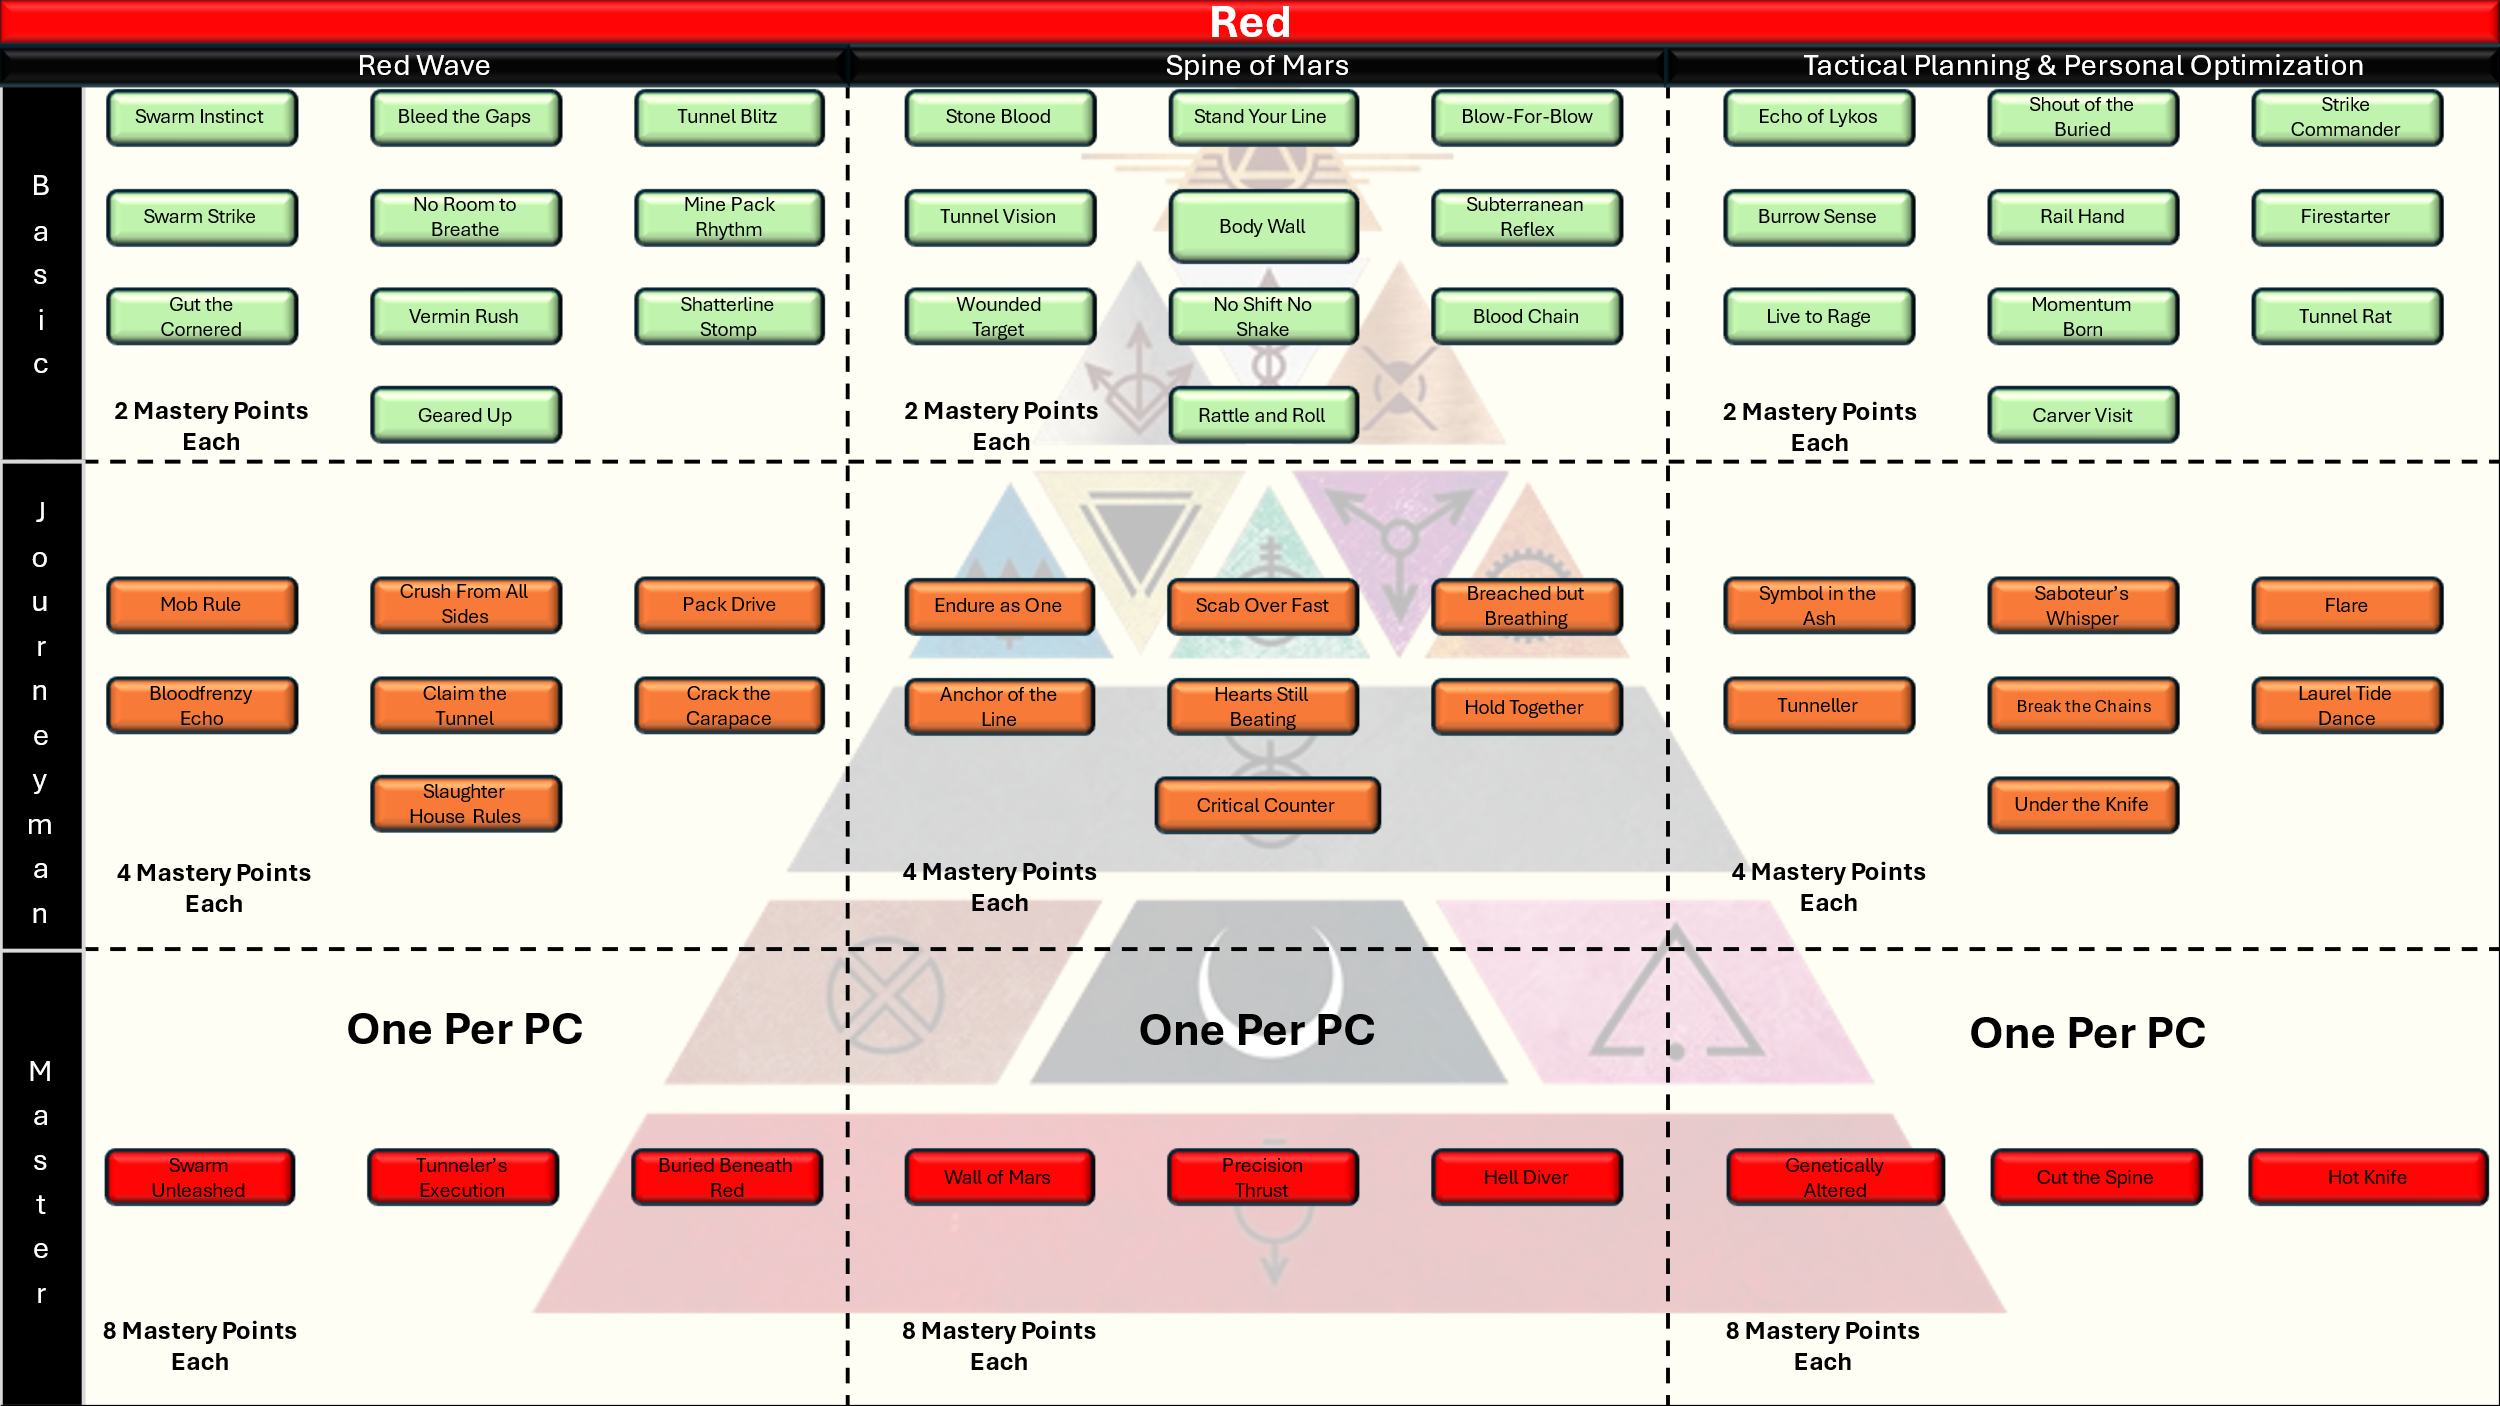 Red
Red Wave
Spine of Mars
Tactical Planning & Personal Optimization
Basic
Swarm Instinct
Bleed the Gaps
Tunnel Blitz
Swarm Strike
No Room to
Breathe
Mine Pack
Rhythm
Gut the
Cornered
Vermin Rush
Shatterline
Stomp
2 Mastery Points
Each
Geared Up
Stone Blood
Stand Your Line
Blow-For-Blow
Tunnel Vision
Body Wall
Subterranean
Reflex
Wounded
Target
No Shift No
Shake
Blood Chain
2 Mastery Points
Each
Rattle and Roll
Echo of Lykos
Shout of the
Buried
Strike
Commander
Burrow Sense
Rail Hand
Firestarter
Live to Rage
Momentum
Born
Tunnel Rat
2 Mastery Points
Each
Carver Visit
Journeyman
Mob Rule
Crush From All
Sides
Pack Drive
Bloodfrenzy
Echo
Claim the
Tunnel
Crack the
Carapace
Slaughter
House Rules
4 Mastery Points
Each
Endure as One
Scab Over Fast
Breached but
Breathing
Anchor of the
Line
Hearts Still
Beating
Hold Together
Critical Counter
4 Mastery Points
Each
Symbol in the
Ash
Saboteur’s
Whisper
Flare
Tunneller
Break the Chains
Laurel Tide
Dance
Under the Knife
4 Mastery Points
Each
Master
One Per PC
Swarm
Unleashed
Tunneler’s
Execution
Buried Beneath
Red
8 Mastery Points
Each
One Per PC
Wall of Mars
Precision
Thrust
Hell Diver
8 Mastery Points
Each
One Per PC
Genetically
Altered
Cut the Spine
Hot Knife
8 Mastery Points
Each